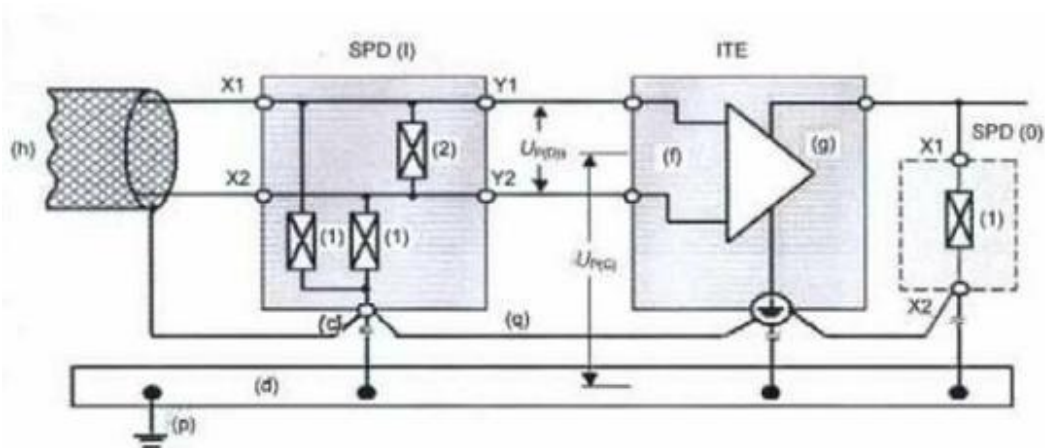 SPD (I)
ITE
X1
Y1
SPD (0)
(h)
(2)
U_P(D)
(f)
(g)
X1
X2
Y2
(1)
(1)
(1)
U_P(C)
X2
(c)
(q)
(d)
(p)